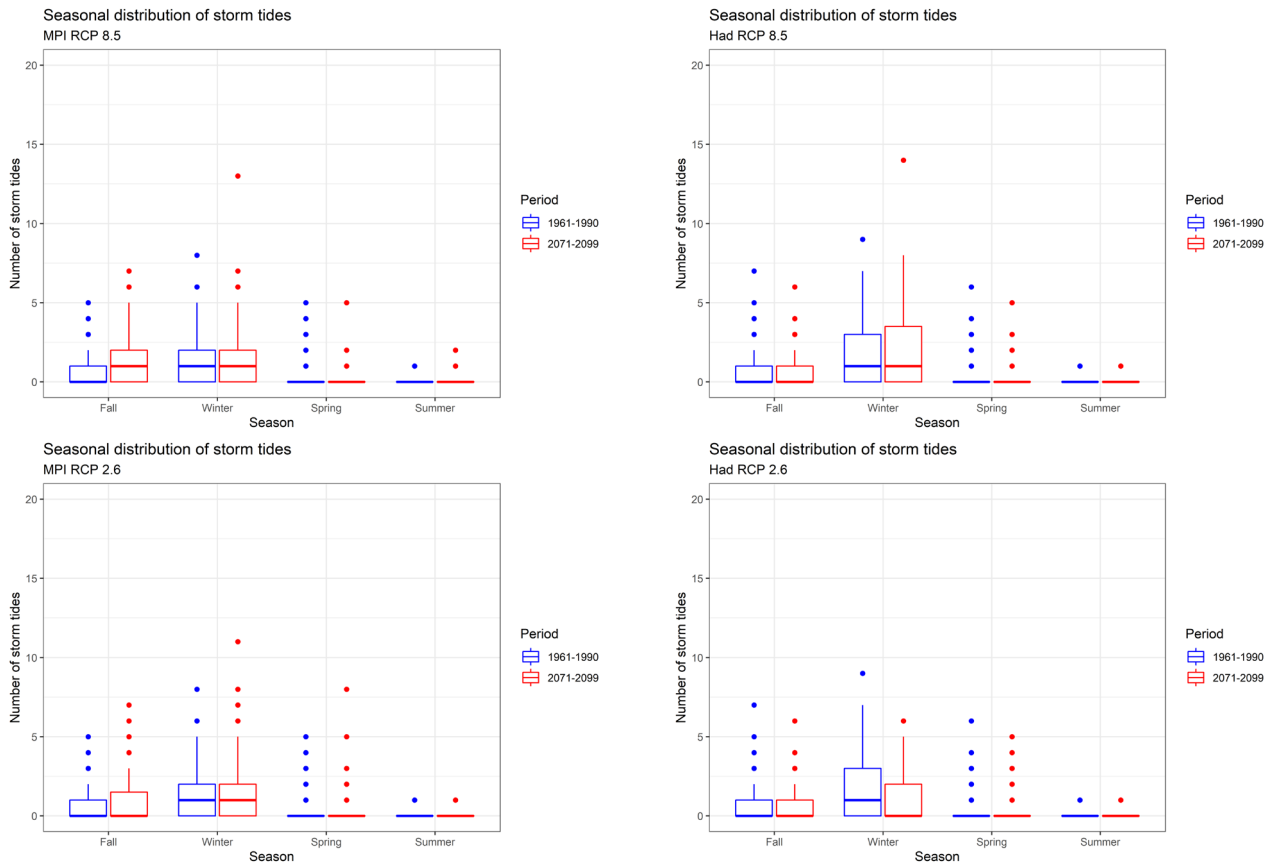 Seasonal distribution of storm tides
MPI RCP 8.5
Number of storm tides
20
15
10
5
0
Fall
Winter
Spring
Summer
Season
Period
1961-1990
2071-2099
Seasonal distribution of storm tides
Had RCP 8.5
Number of storm tides
20
15
10
5
0
Fall
Winter
Spring
Summer
Season
Period
1961-1990
2071-2099
Seasonal distribution of storm tides
MPI RCP 2.6
Number of storm tides
20
15
10
5
0
Fall
Winter
Spring
Summer
Season
Period
1961-1990
2071-2099
Seasonal distribution of storm tides
Had RCP 2.6
Number of storm tides
20
15
10
5
0
Fall
Winter
Spring
Summer
Season
Period
1961-1990
2071-2099